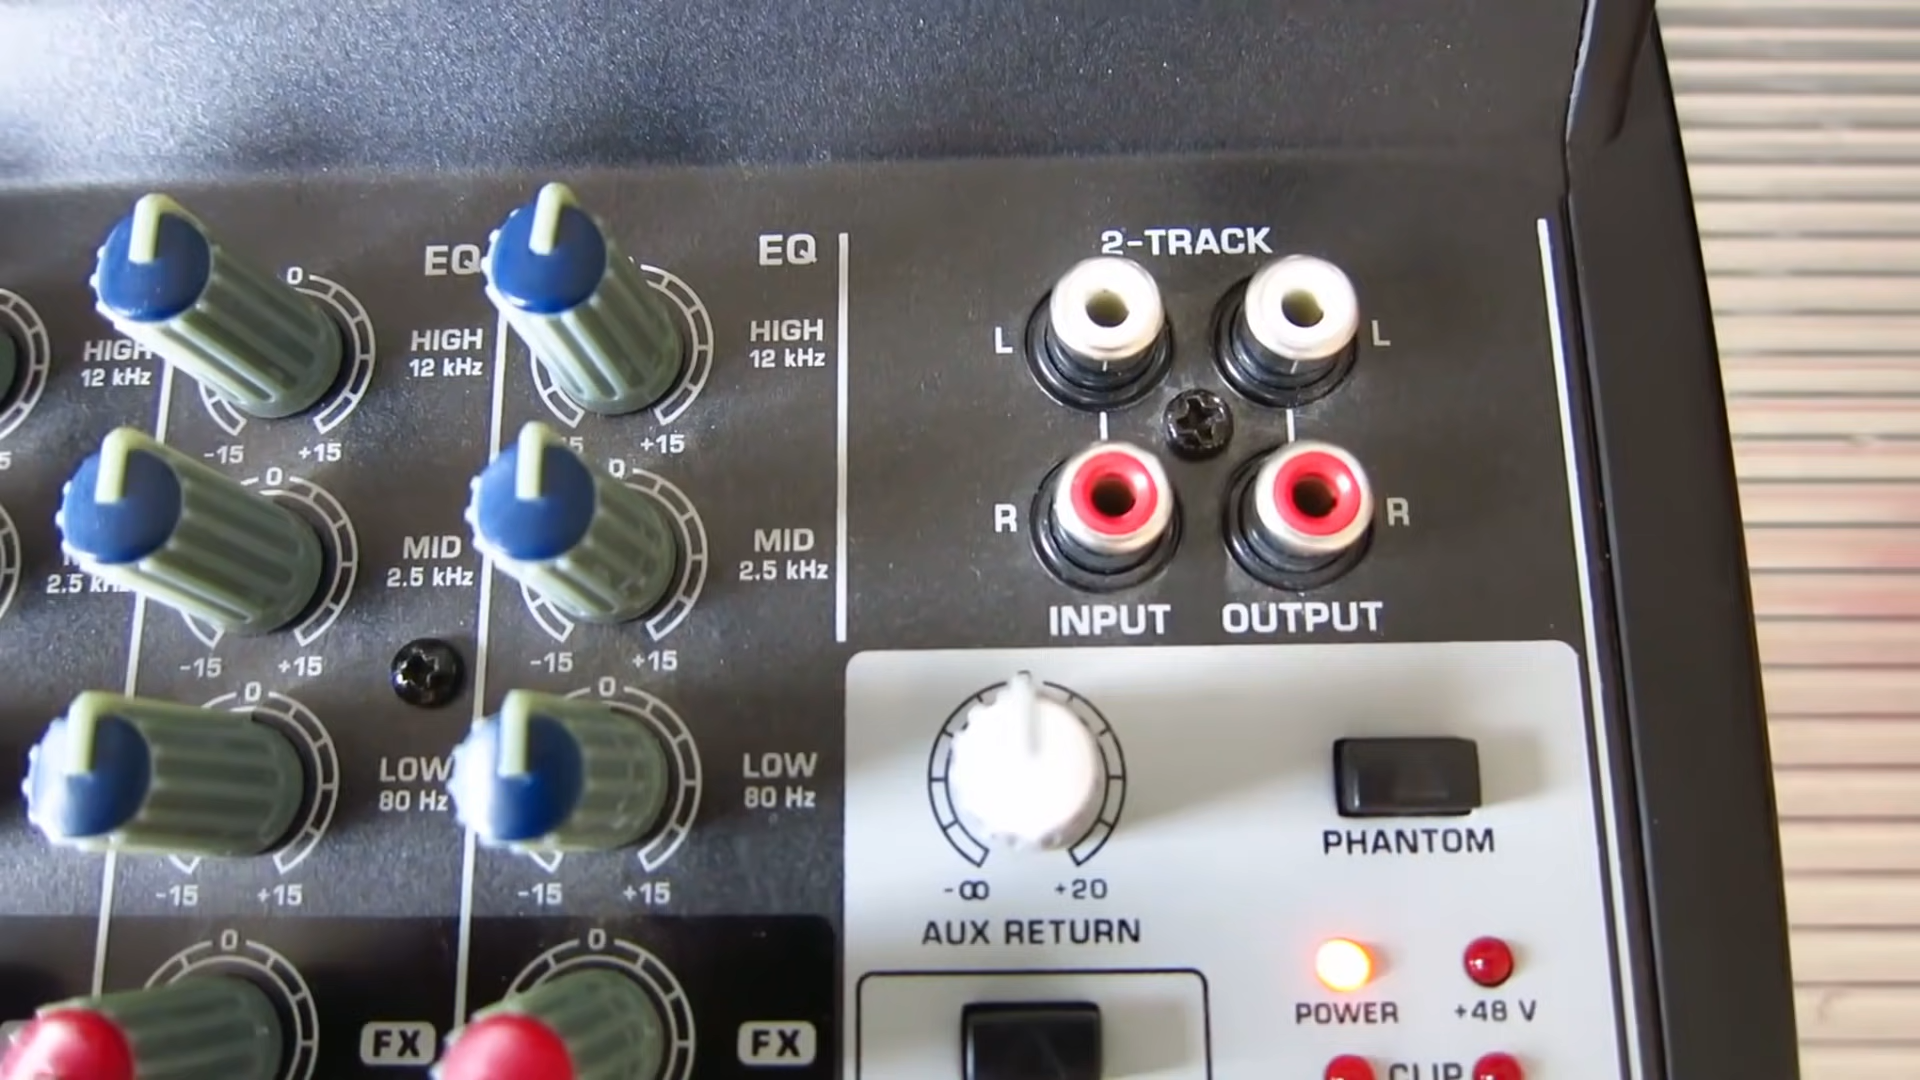 2-TRACK
EQ
EQ
0
L
L
HIGH
12 kHz
HIGH
12 kHz
HIGH
12 kHz
-15
+15
+15
0
0
R
R
MID
2.5 kHz
MID
2.5 kHz
INPUT
OUTPUT
-15
+15
-15
+15
0
0
LOW
80 Hz
LOW
80 Hz
PHANTOM
-15
+15
-15
+15
-∞
+20
AUX RETURN
0
0
POWER
+48 V
FX
FX
CLIP